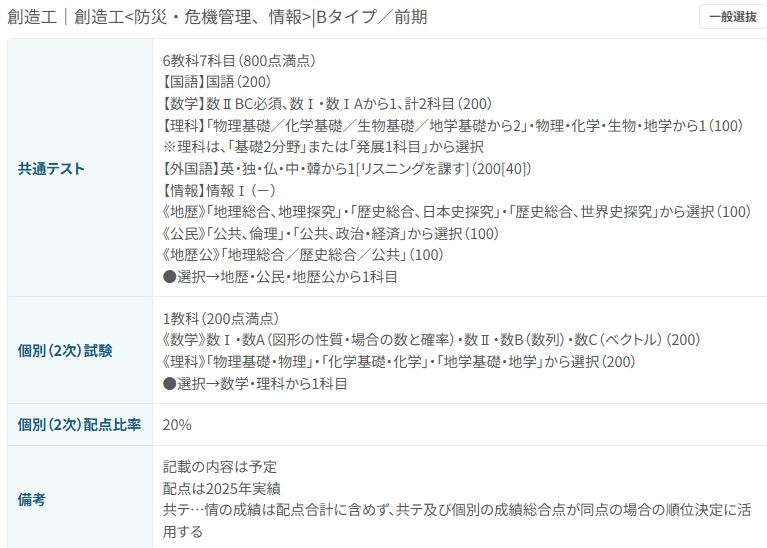 創造工｜創造工<防災・危機管理、情報>|Bタイプ／前期
一般選抜
共通テスト
6教科7科目（800点満点）
【国語】国語（200）
【数学】数ⅡBC必須、数Ⅰ・数ⅠAから1、計2科目（200）
【理科】「物理基礎／化学基礎／生物基礎／地学基礎から2」・物理・化学・生物・地学から1（100）
※理科は、「基礎2分野」または「発展1科目」から選択
【外国語】英・独・仏・中・韓から1[リスニングを課す]（200[40]）
【情報】情報Ⅰ（－）
《地歴》「地理総合、地理探究」・「歴史総合、日本史探究」・「歴史総合、世界史探究」から選択（100）
《公民》「公共、倫理」・「公共、政治・経済」から選択（100）
《地歴公》「地理総合／歴史総合／公共」（100）
●選択→地歴・公民・地歴公から1科目
個別（2次）試験
1教科（200点満点）
《数学》数Ⅰ・数A（図形の性質・場合の数と確率）・数Ⅱ・数B（数列）・数C（ベクトル）（200）
《理科》「物理基礎・物理」・「化学基礎・化学」・「地学基礎・地学」から選択（200）
●選択→数学・理科から1科目
個別（2次）配点比率
20%
備考
記載の内容は予定
配点は2025年実績
共テ…情の成績は配点合計に含めず、共テ及び個別の成績総合点が同点の場合の順位決定に活
用する